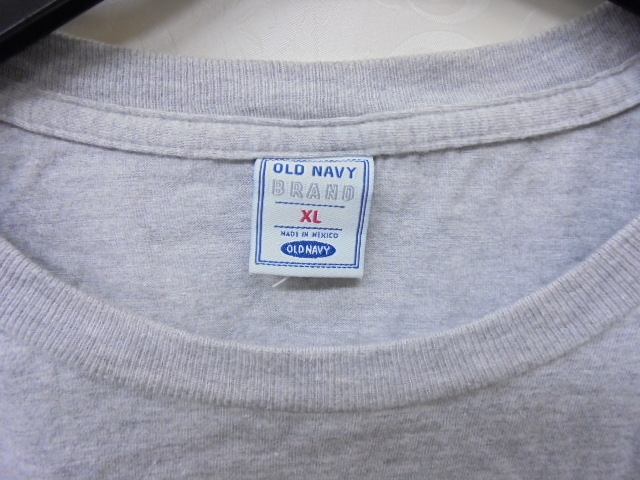 OLD NAVY
BRAND
XL
MADE IN MEXICO
OLD NAVY